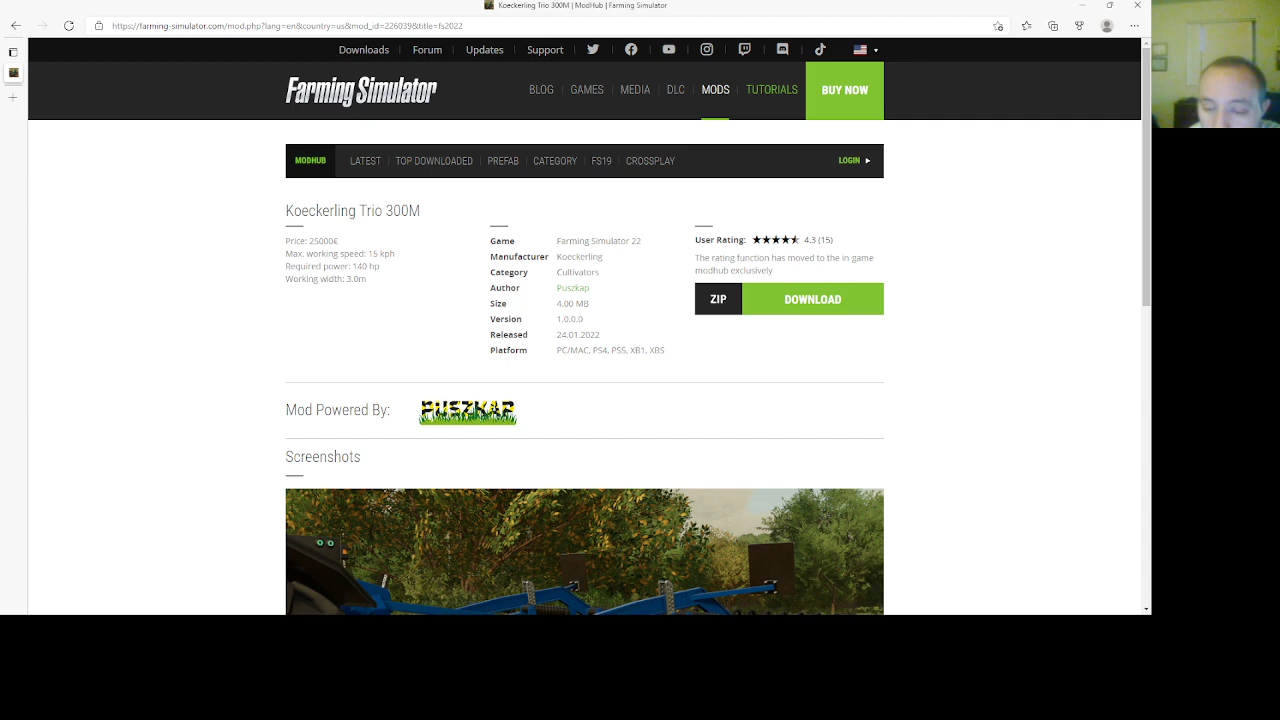 Koeckerling Trio 300M | ModHub | Farming Simulator
https://farming-simulator.com/mod.php?lang=en&country=us&mod_id=226039&title=fs2022
Downloads Forum Updates Support
Farming Simulator BLOG GAMES MEDIA DLC MODS TUTORIALS BUY NOW
MODHUB LATEST TOP DOWNLOADED PREFAB CATEGORY FS19 CROSSPLAY LOGIN
Koeckerling Trio 300M
Price: 25000€
Max. working speed: 15 kph
Required power: 140 hp
Working width: 3.0m
Game Farming Simulator 22
Manufacturer Koeckerling
Category Cultivators
Author Puszkap
Size 4.00 MB
Version 1.0.0.0
Released 24.01.2022
Platform PC/MAC, PS4, PS5, XB1, XBS
User Rating: 4.3 (15)
The rating function has moved to the in-game
modhub exclusively
ZIP DOWNLOAD
Mod Powered By: PUSZKAP
Screenshots